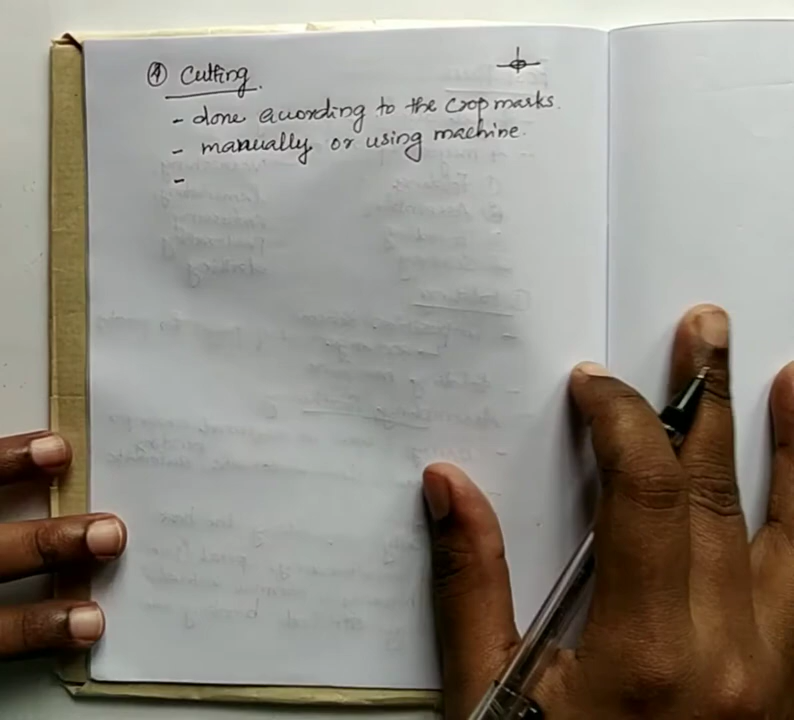 ④ Cutting.
- done according to the crop marks.
- manually or using machine.
-